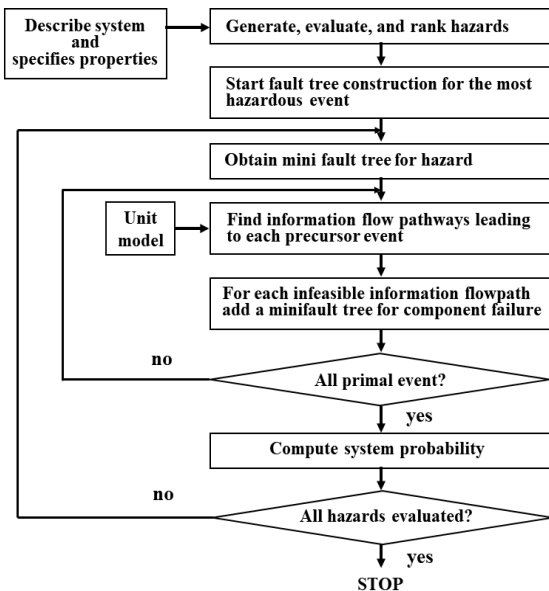 Describe system
and
specifies properties
Generate, evaluate, and rank hazards
Start fault tree construction for the most
hazardous event
Obtain mini fault tree for hazard
Unit
model
Find information flow pathways leading
to each precursor event
For each infeasible information flowpath
add a minifault tree for component failure
no
All primal event?
yes
Compute system probability
no
All hazards evaluated?
yes
STOP